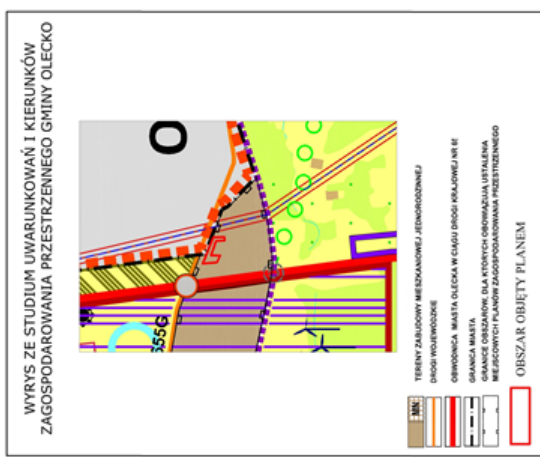 WYRYS ZE STUDIUM UWARUNKOWAŃ I KIERUNKÓW
ZAGOSPODAROWANIA PRZESTRZENNEGO GMINY OLECKO
O
655G
MN
TERENY ZABUDOWY MIESZKANIOWEJ JEDNORODZINNEJ
DROGI WOJEWÓDZKIE
OBWODNICA MIASTA OLECKA W CIĄGU DROGI KRAJOWEJ NR 65
GRANICA MIASTA
GRANICE OBSZARÓW, DLA KTÓRYCH OBOWIĄZUJĄ USTALENIA
MIEJSCOWYCH PLANÓW ZAGOSPODAROWANIA PRZESTRZENNEGO
OBSZAR OBJĘTY PLANEM